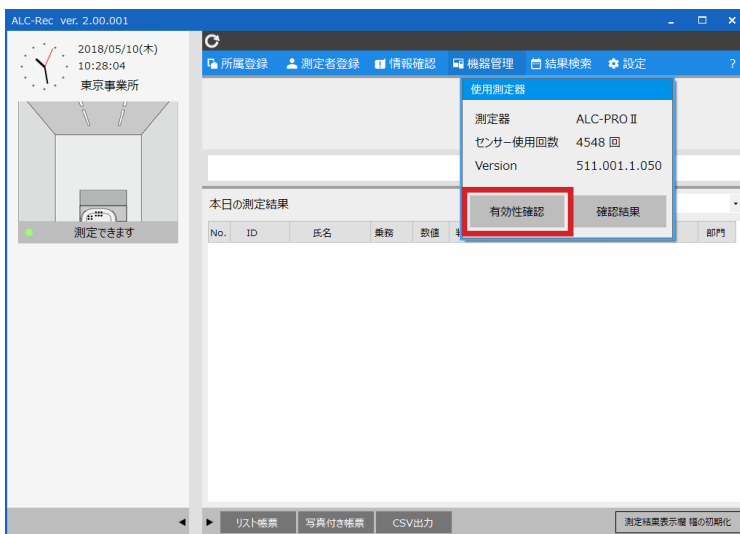 ALC-Rec ver. 2.00.001
2018/05/10(木)
10:28:04
東京事業所
測定できます
所属登録 測定者登録 情報確認 機器管理 結果検索 設定 ?
使用測定器
測定器 ALC-PRO II
センサー使用回数 4548 回
Version 511.001.1.050
有効性確認 確認結果
本日の測定結果
No. ID 氏名 乗務 数値 部門
リスト帳票 写真付き帳票 CSV出力 測定結果表示欄 幅の初期化